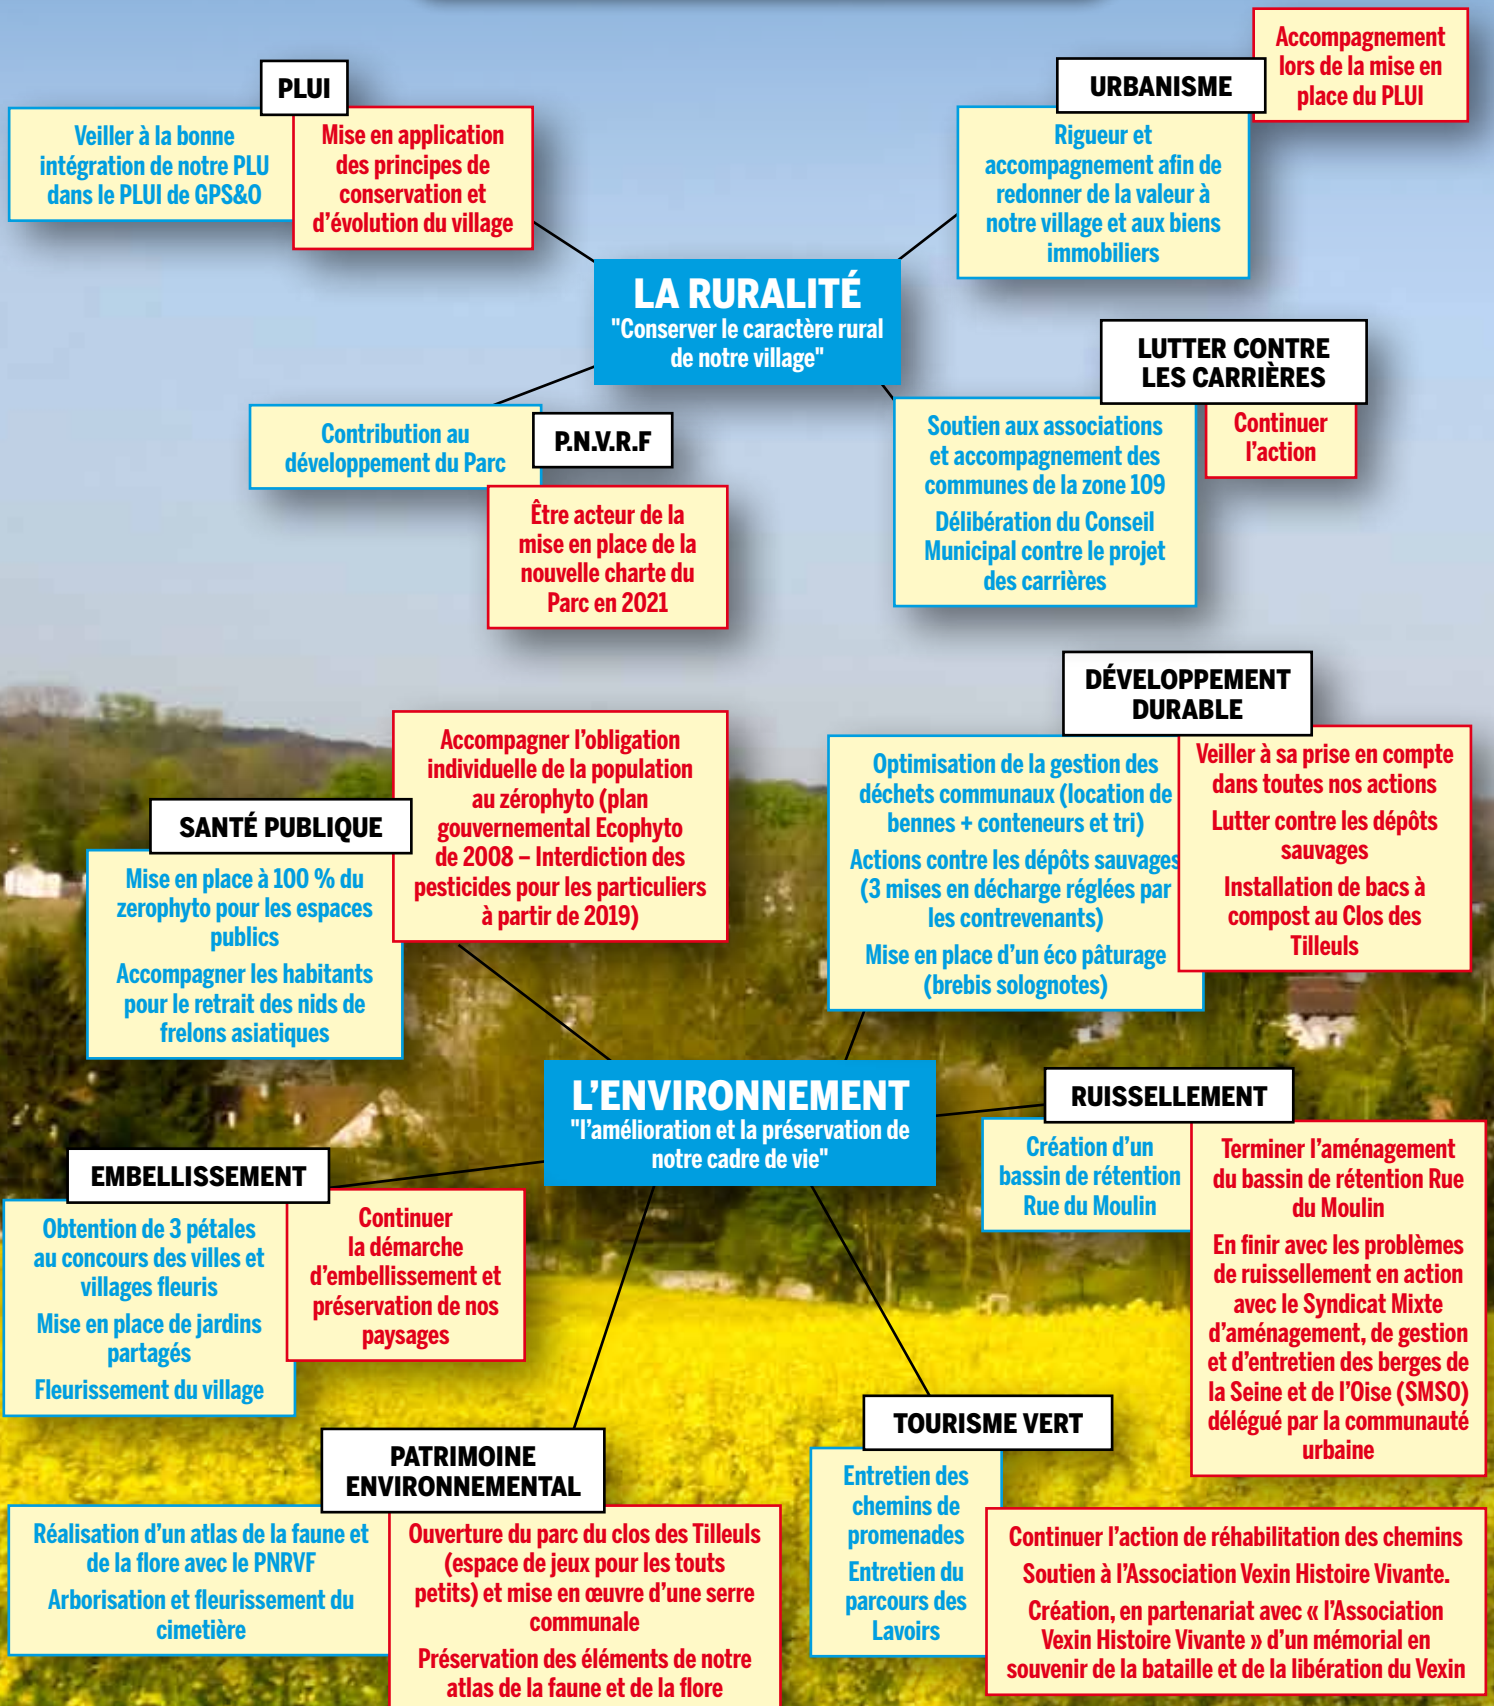 PLUI
Veiller à la bonne
intégration de notre PLU
dans le PLUI de GPS&O
Mise en application
des principes de
conservation et
d'évolution du village
URBANISME
Accompagnement
lors de la mise en
place du PLUI
Rigueur et
accompagnement afin de
redonner de la valeur à
notre village et aux biens
immobiliers
LA RURALITÉ
"Conserver le caractère rural
de notre village"
P.N.V.R.F
Contribution au
développement du Parc
Être acteur de la
mise en place de la
nouvelle charte du
Parc en 2021
LUTTER CONTRE
LES CARRIÈRES
Soutien aux associations
et accompagnement des
communes de la zone 109
Délibération du Conseil
Municipal contre le projet
des carrières
Continuer
l'action
SANTÉ PUBLIQUE
Mise en place à 100 % du
zerophyto pour les espaces
publics
Accompagner les habitants
pour le retrait des nids de
frelons asiatiques
Accompagner l'obligation
individuelle de la population
au zérophyto (plan
gouvernemental Ecophyto
de 2008 – Interdiction des
pesticides pour les particuliers
à partir de 2019)
DÉVELOPPEMENT
DURABLE
Optimisation de la gestion des
déchets communaux (location de
bennes + conteneurs et tri)
Actions contre les dépôts sauvages
(3 mises en décharge réglées par
les contrevenants)
Mise en place d'un éco pâturage
(brebis solognotes)
Veiller à sa prise en compte
dans toutes nos actions
Lutter contre les dépôts
sauvages
Installation de bacs à
compost au Clos des
Tilleuls
L'ENVIRONNEMENT
"l'amélioration et la préservation de
notre cadre de vie"
RUISSELLEMENT
Création d'un
bassin de rétention
Rue du Moulin
Terminer l'aménagement
du bassin de rétention Rue
du Moulin
En finir avec les problèmes
de ruissellement en action
avec le Syndicat Mixte
d'aménagement, de gestion
et d'entretien des berges de
la Seine et de l'Oise (SMSO)
délégué par la communauté
urbaine
EMBELLISSEMENT
Obtention de 3 pétales
au concours des villes et
villages fleuris
Mise en place de jardins
partagés
Fleurissement du village
Continuer
la démarche
d'embellissement et
préservation de nos
paysages
PATRIMOINE
ENVIRONNEMENTAL
Réalisation d'un atlas de la faune et
de la flore avec le PNRVF
Arborisation et fleurissement du
cimetière
Ouverture du parc du clos des Tilleuls
(espace de jeux pour les touts
petits) et mise en œuvre d'une serre
communale
Préservation des éléments de notre
atlas de la faune et de la flore
TOURISME VERT
Entretien des
chemins de
promenades
Entretien du
parcours des
Lavoirs
Continuer l'action de réhabilitation des chemins
Soutien à l'Association Vexin Histoire Vivante.
Création, en partenariat avec « l'Association
Vexin Histoire Vivante » d'un mémorial en
souvenir de la bataille et de la libération du Vexin